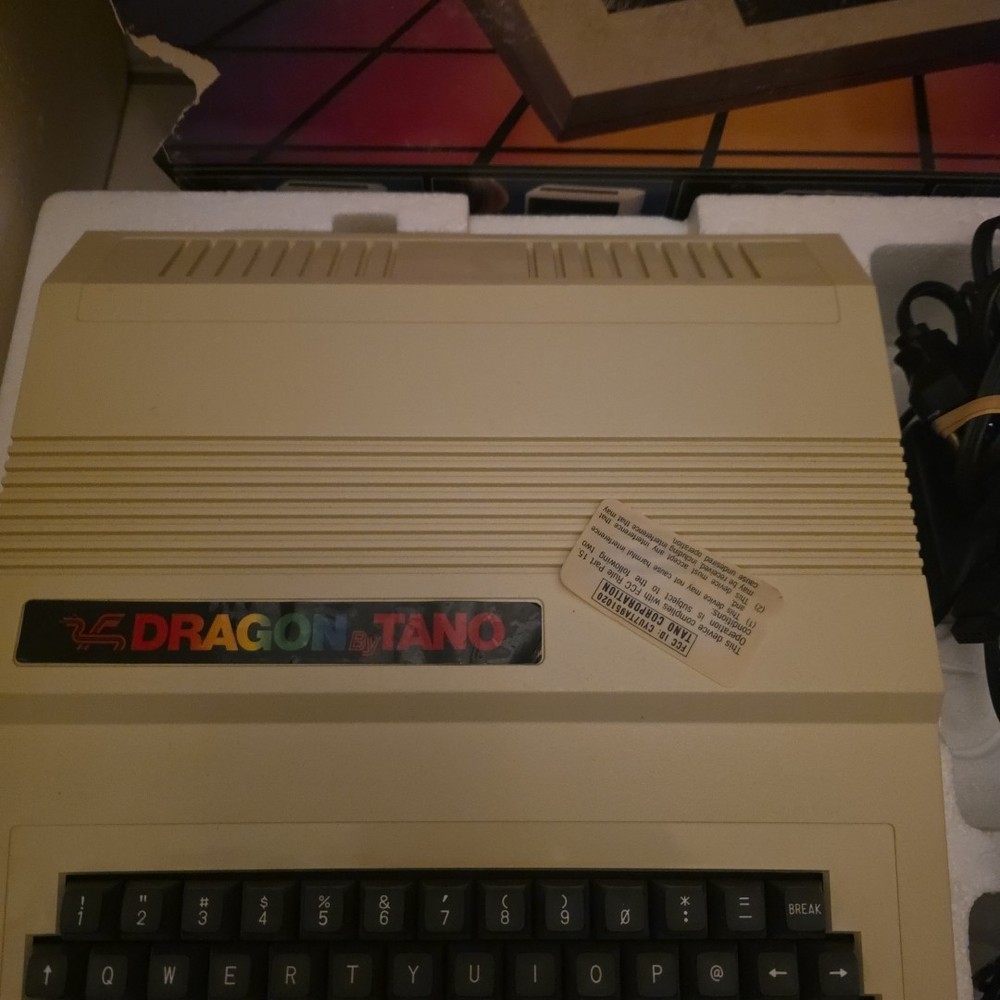 DRAGON By TANO
FCC ID:
TANO CORPORATION
This device complies with FCC Rule Part 15.
Operation is subject to the following two
conditions:
(1) This device may not cause harmful interference
and,
(2) This device must accept any interference that
may be received, including interference that may
cause undesired operation.
! " # $ % & ' ( ) * =
1 2 3 4 5 6 7 8 9 0 : - BREAK
↑ Q W E R T Y U I O P @ ← →